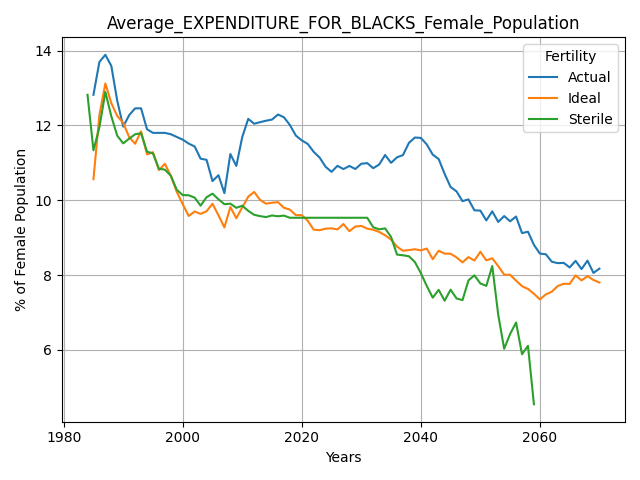 Average_EXPENDITURE_FOR_BLACKS_Female_Population
Fertility
Actual
Ideal
Sterile
% of Female Population
14
12
10
8
6
1980 2000 2020 2040 2060
Years